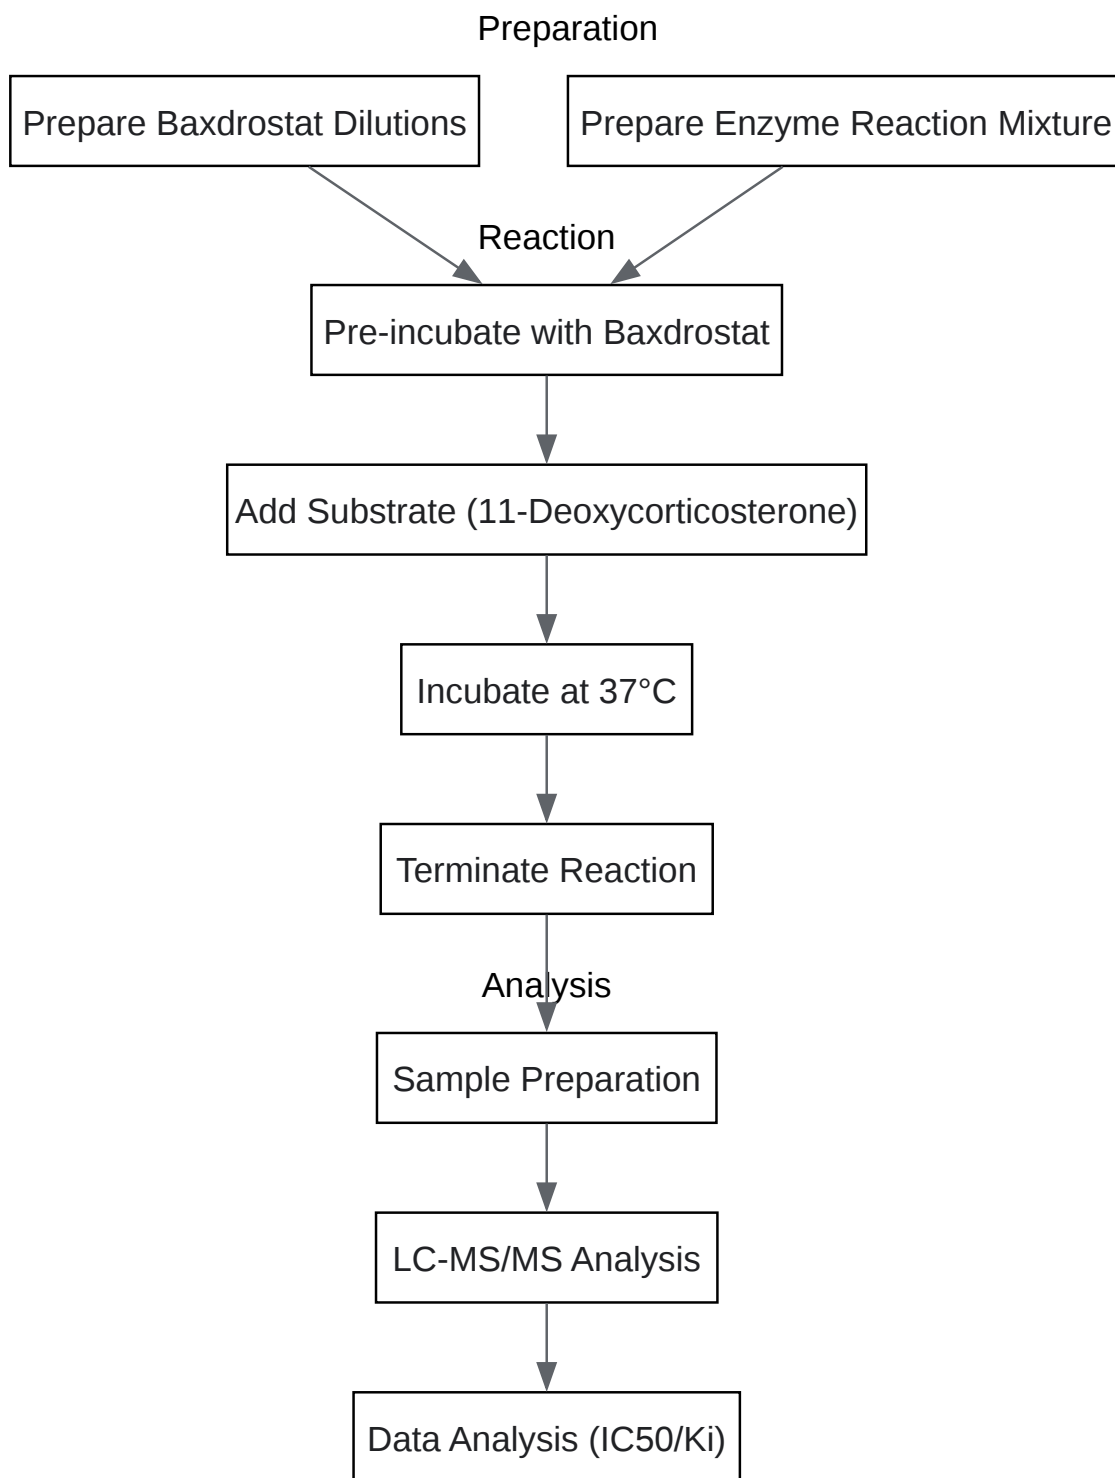 Preparation
Prepare Baxdrostat Dilutions
Prepare Enzyme Reaction Mixture
Reaction
Pre-incubate with Baxdrostat
Add Substrate (11-Deoxycorticosterone)
Incubate at 37°C
Terminate Reaction
Analysis
Sample Preparation
LC-MS/MS Analysis
Data Analysis (IC50/Ki)